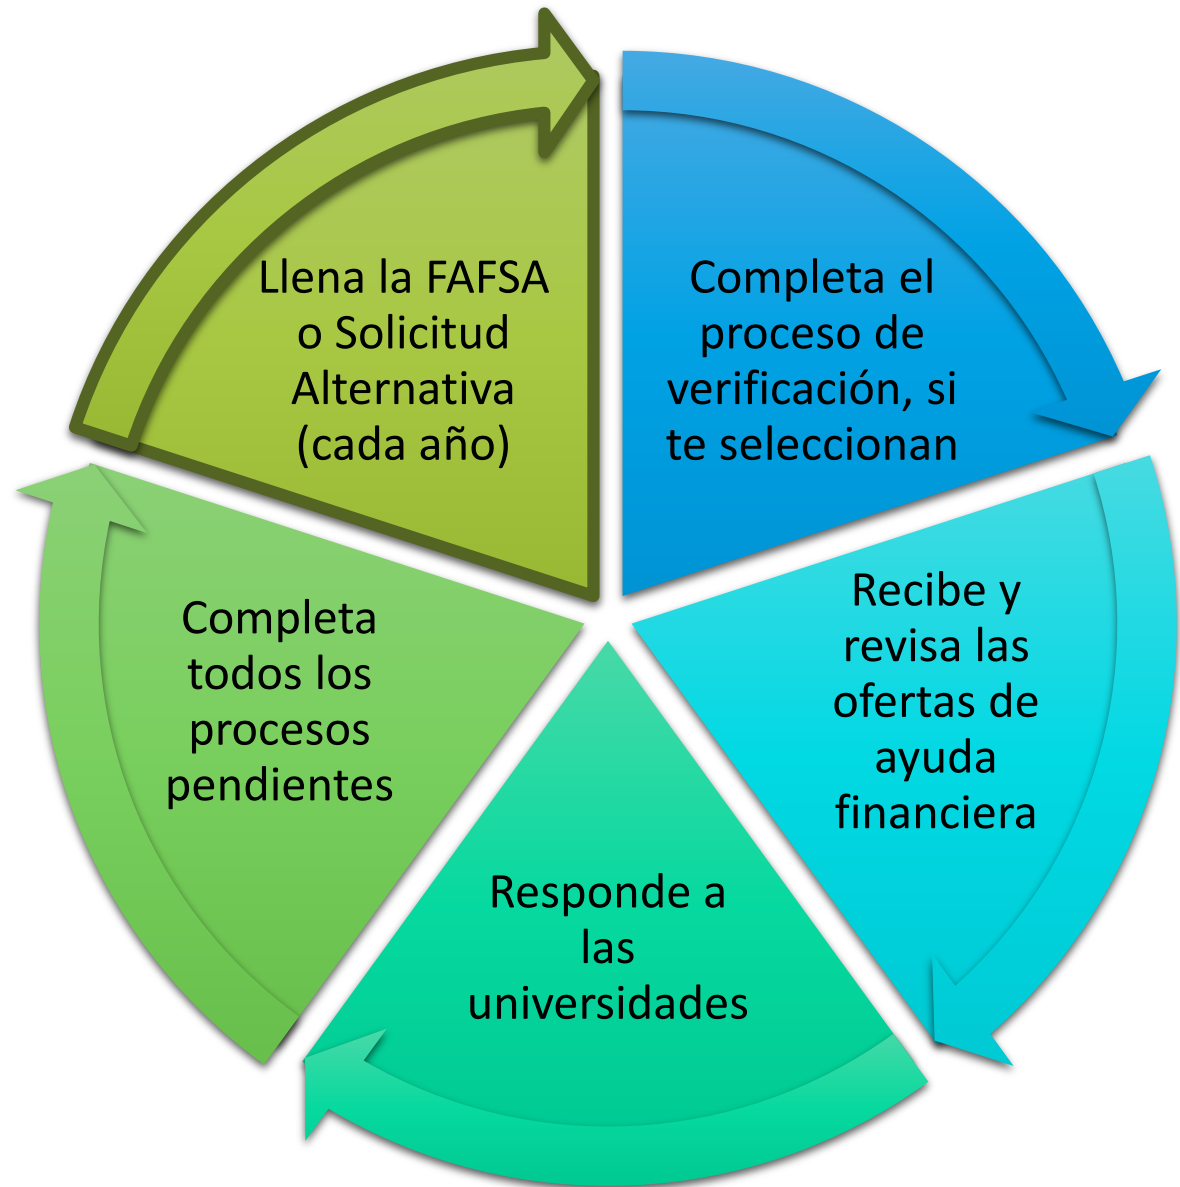 Llena la FAFSA
o Solicitud
Alternativa
(cada año)
Completa el
proceso de
verificación, si
te seleccionan
Recibe y
revisa las
ofertas de
ayuda
financiera
Responde a
las
universidades
Completa
todos los
procesos
pendientes